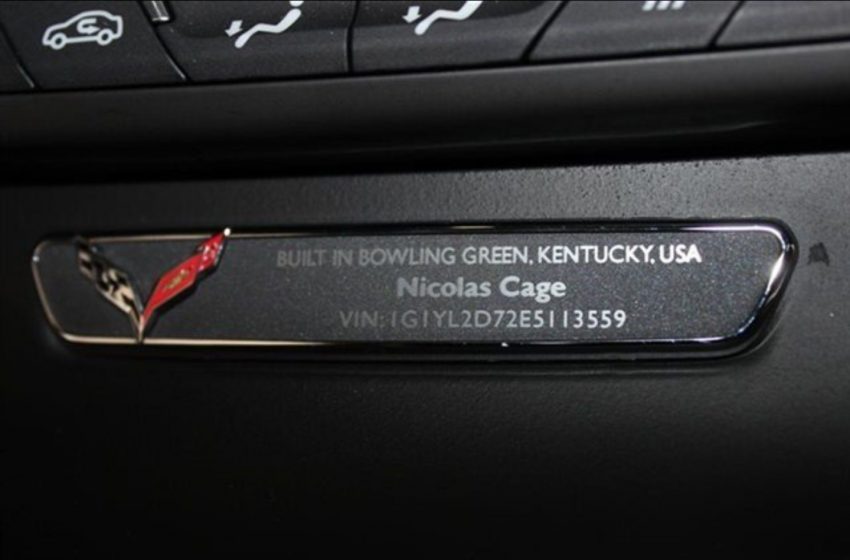 BUILT IN BOWLING GREEN, KENTUCKY, USA
Nicolas Cage
VIN: 1G1YL2D72E5113559